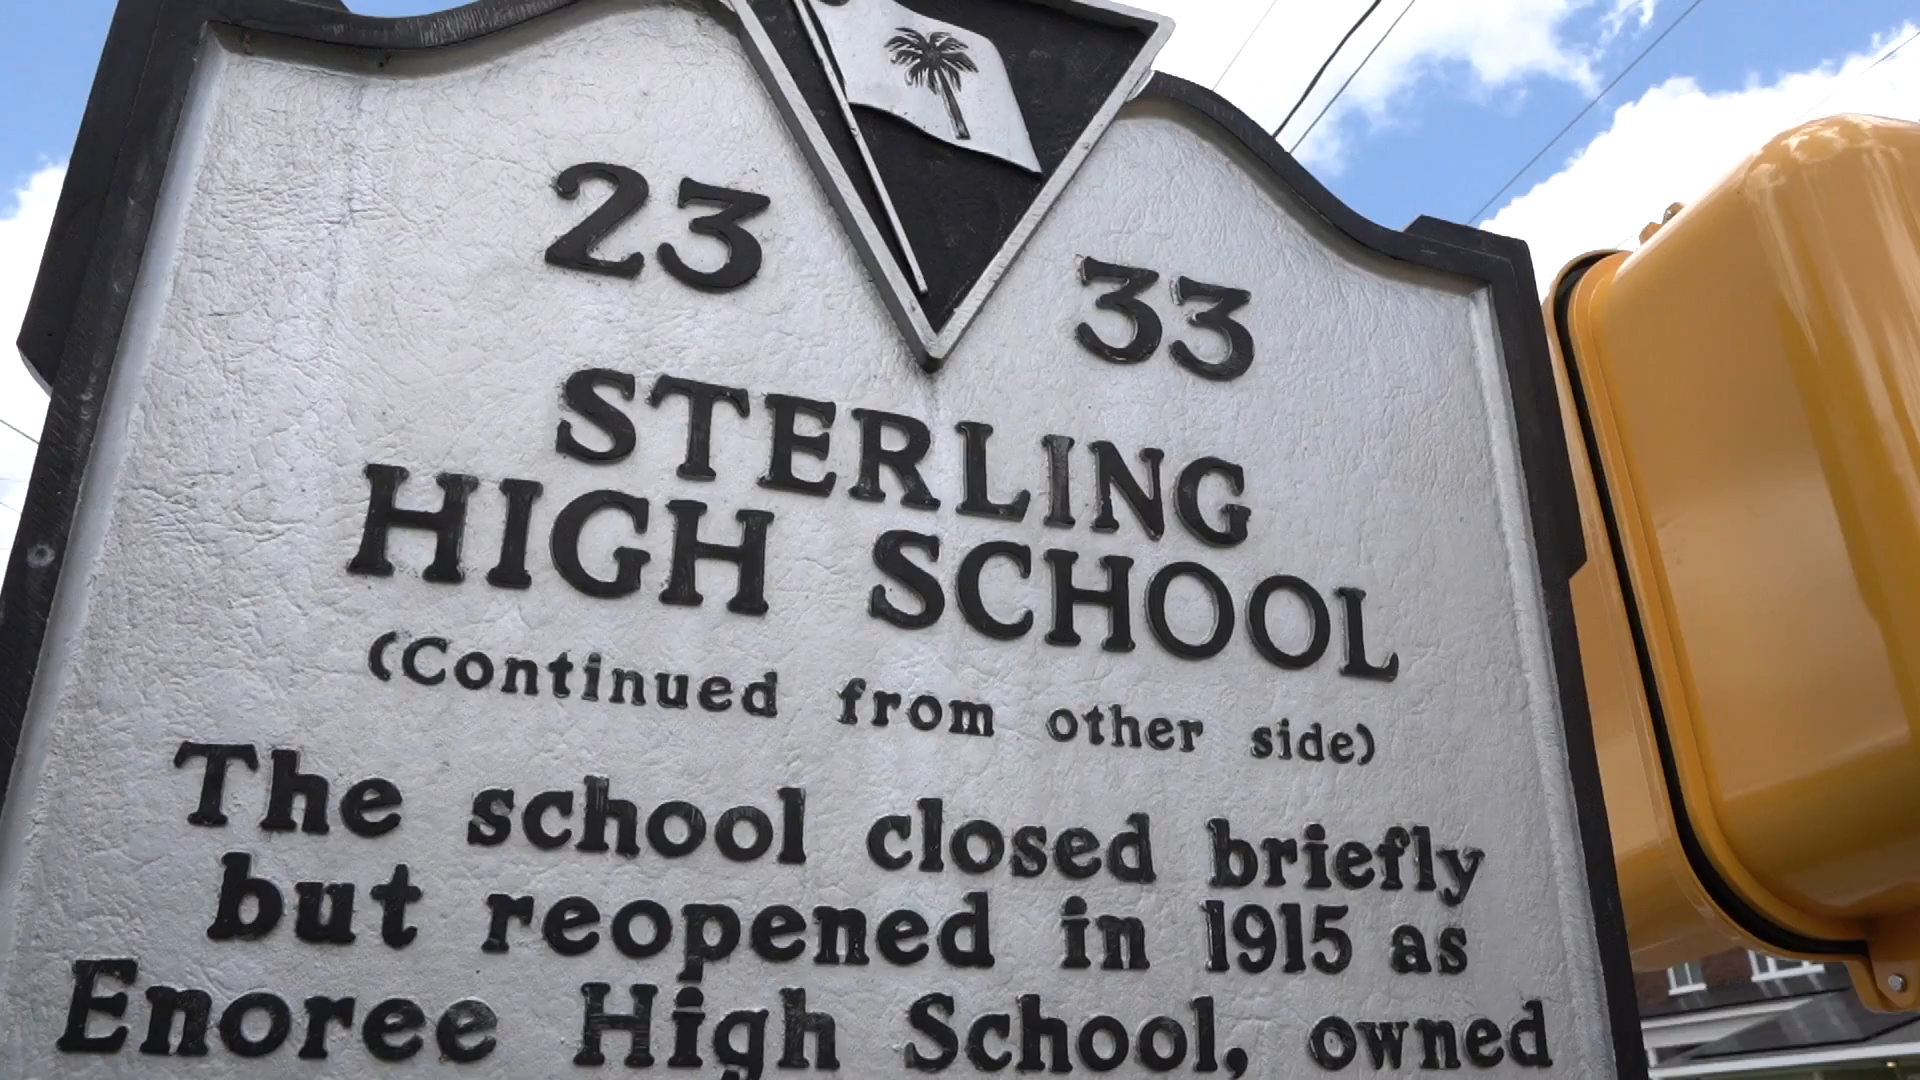 23 33
STERLING
HIGH SCHOOL
(Continued from other side)
The school closed briefly
but reopened in 1915 as
Enoree High School, owned